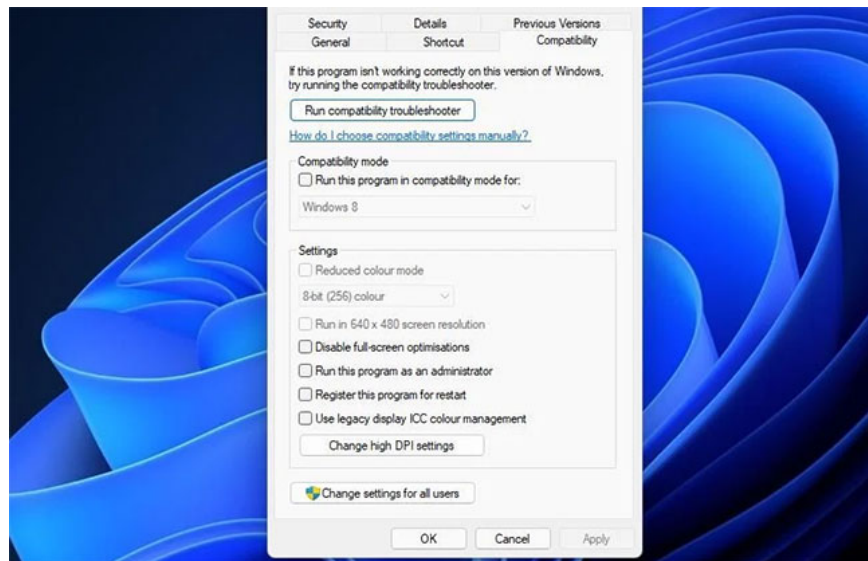 Security Details Previous Versions
General Shortcut Compatibility
If this program isn't working correctly on this version of Windows,
try running the compatibility troubleshooter.
Run compatibility troubleshooter
How do I choose compatibility settings manually?
Compatibility mode
Run this program in compatibility mode for:
Windows 8
Settings
Reduced colour mode
8-bit (256) colour
Run in 640 x 480 screen resolution
Disable full-screen optimisations
Run this program as an administrator
Register this program for restart
Use legacy display ICC colour management
Change high DPI settings
Change settings for all users
OK Cancel Apply